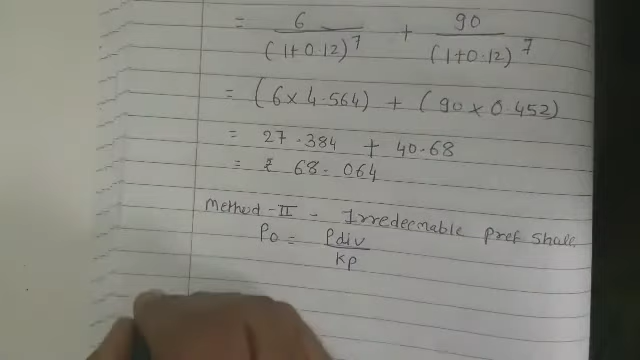 = 6 / (1+0.12)^7 + 90 / (1+0.12)^7
= (6 x 4.564) + (90 x 0.452)
= 27.384 + 40.68
= ₹ 68.064
Method-II - Irredeemable pref share
P0 = Pdiv / kp